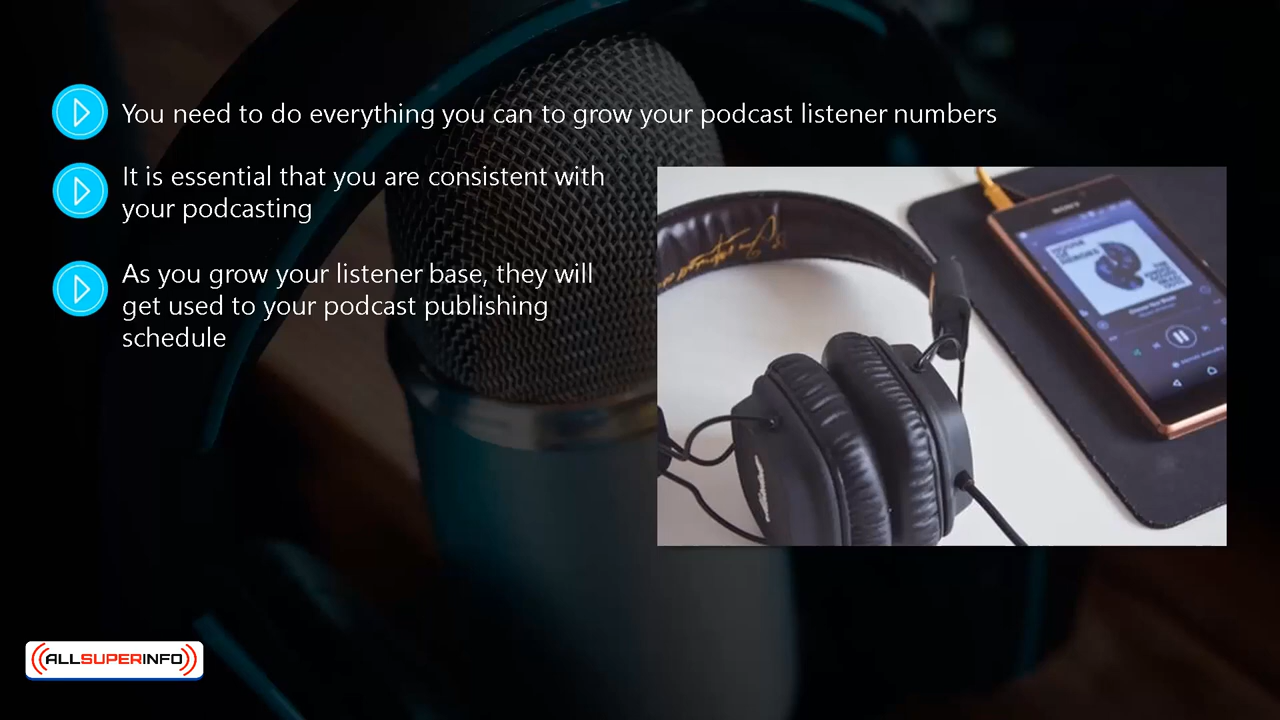 You need to do everything you can to grow your podcast listener numbers
It is essential that you are consistent with
your podcasting
As you grow your listener base, they will
get used to your podcast publishing
schedule
SONY
ALLSUPERINFO